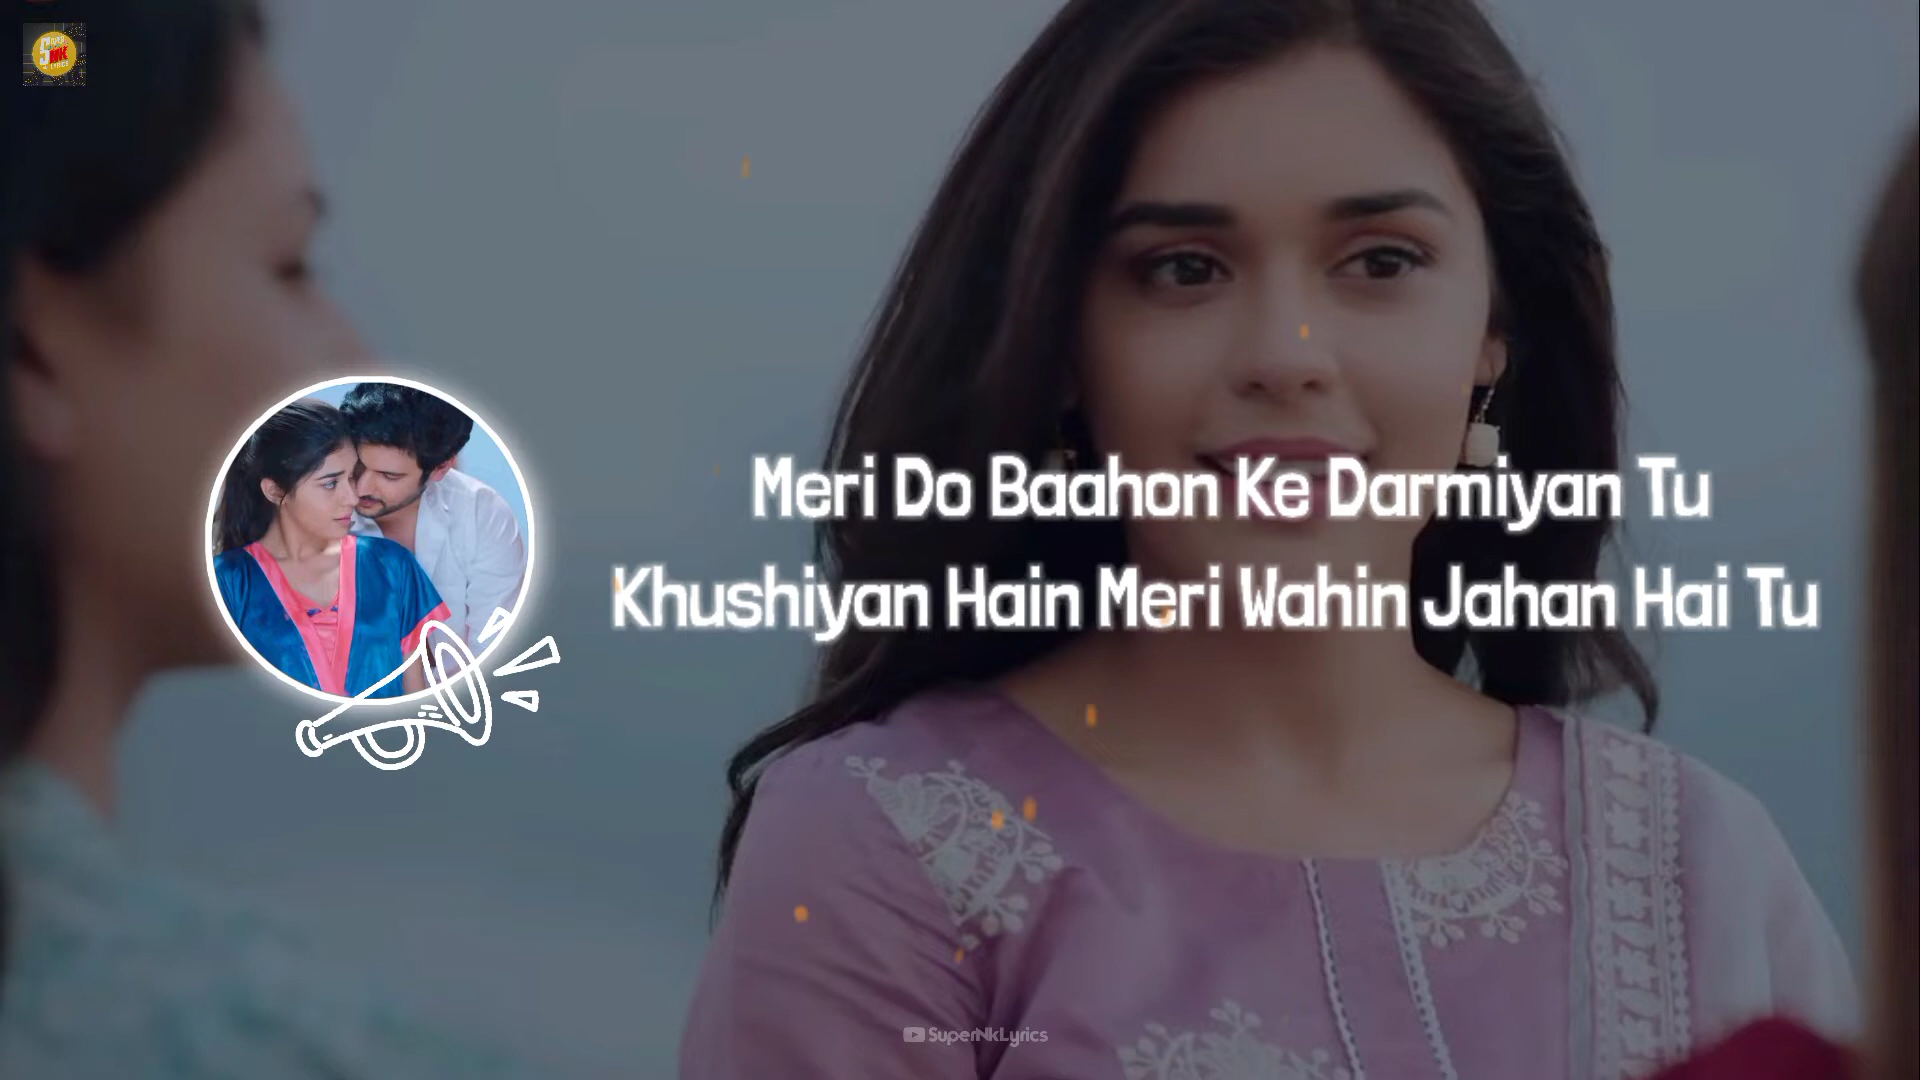 Meri Do Baahon Ke Darmiyan Tu
Khushiyan Hain Meri Wahin Jahan Hai Tu
SuperNkLyrics